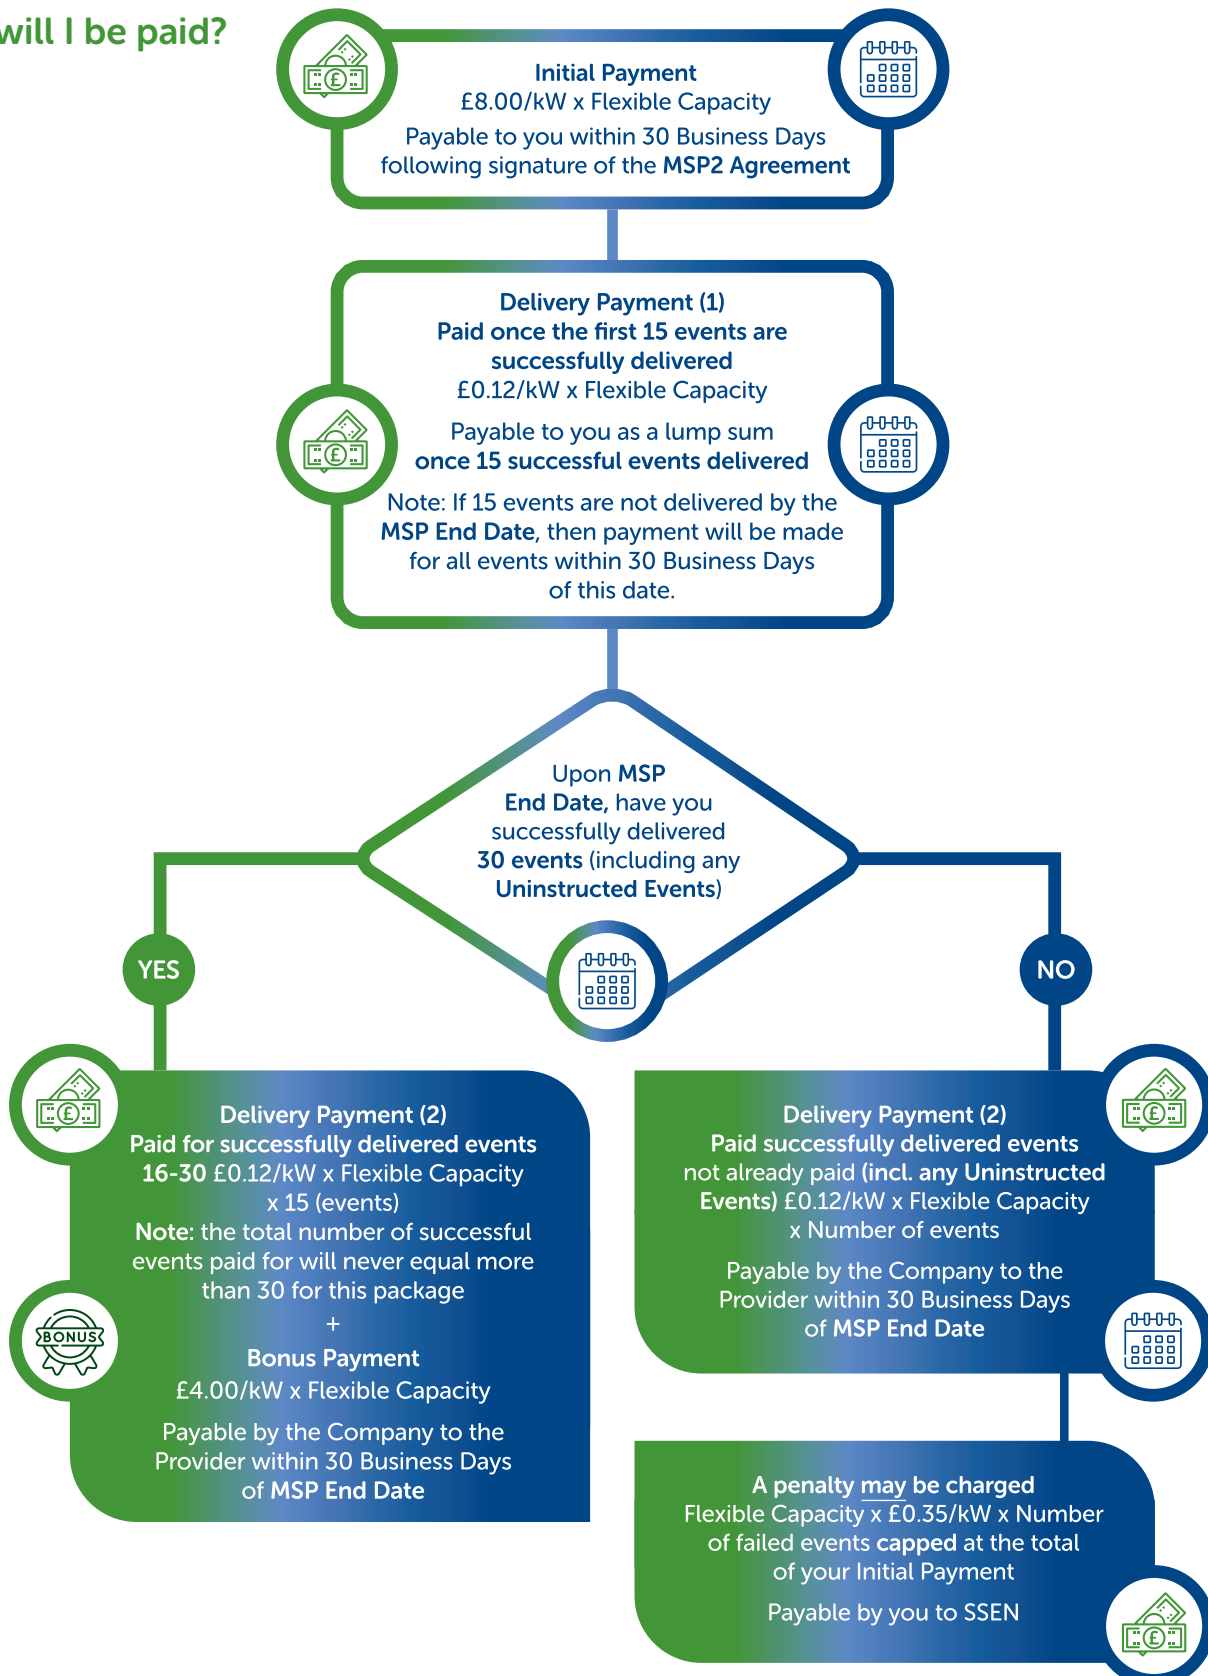 will I be paid?
Initial Payment
£8.00/kW x Flexible Capacity
Payable to you within 30 Business Days
following signature of the MSP2 Agreement
Delivery Payment (1)
Paid once the first 15 events are
successfully delivered
£0.12/kW x Flexible Capacity
Payable to you as a lump sum
once 15 successful events delivered
Note: If 15 events are not delivered by the
MSP End Date, then payment will be made
for all events within 30 Business Days
of this date.
Upon MSP
End Date, have you
successfully delivered
30 events (including any
Uninstructed Events)
YES
NO
Delivery Payment (2)
Paid for successfully delivered events
16-30 £0.12/kW x Flexible Capacity
x 15 (events)
Note: the total number of successful
events paid for will never equal more
than 30 for this package
+
BONUS
Bonus Payment
£4.00/kW x Flexible Capacity
Payable by the Company to the
Provider within 30 Business Days
of MSP End Date
Delivery Payment (2)
Paid successfully delivered events
not already paid (incl. any Uninstructed
Events) £0.12/kW x Flexible Capacity
x Number of events
Payable by the Company to the
Provider within 30 Business Days
of MSP End Date
A penalty may be charged
Flexible Capacity x £0.35/kW x Number
of failed events capped at the total
of your Initial Payment
Payable by you to SSEN